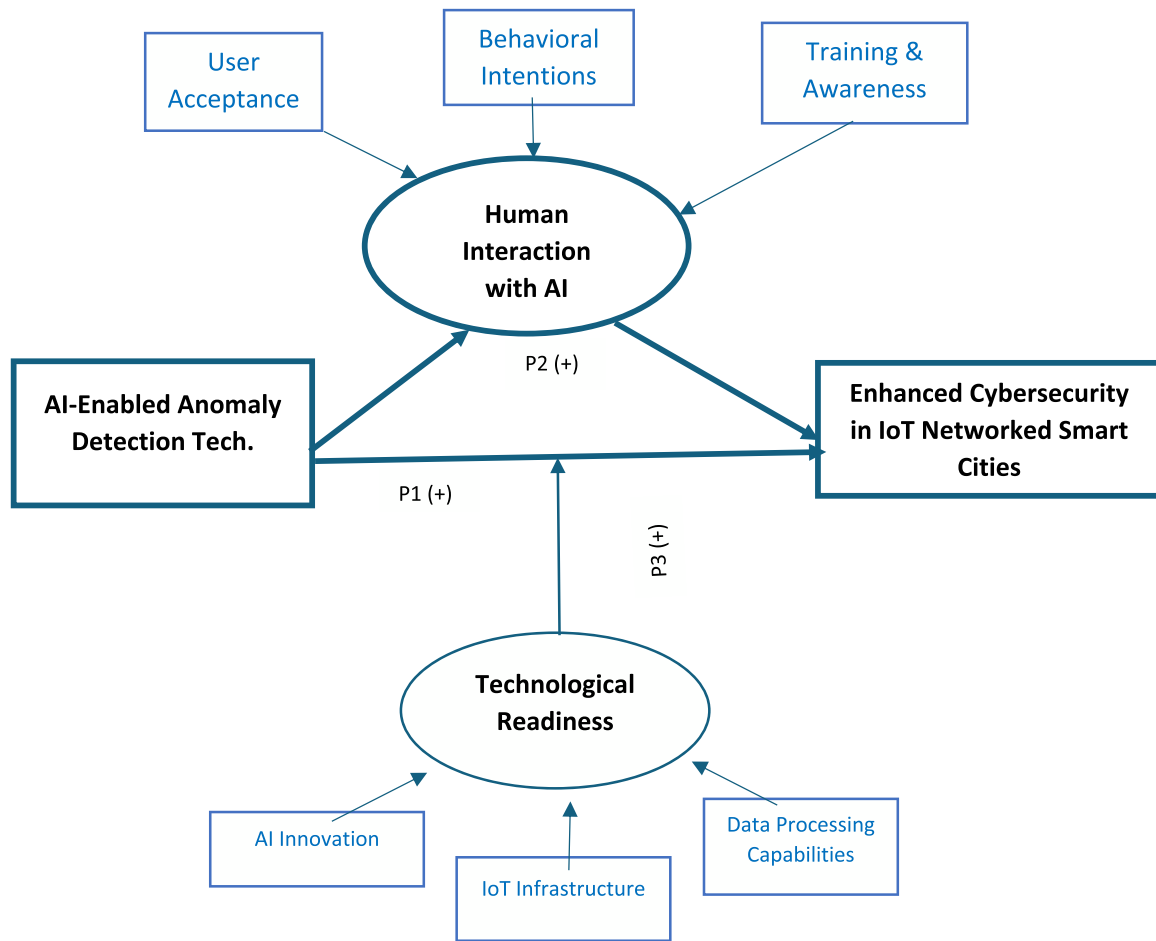 User
Acceptance
Behavioral
Intentions
Training &
Awareness
Human
Interaction
with AI
P2 (+)
AI-Enabled Anomaly
Detection Tech.
Enhanced Cybersecurity
in IoT Networked Smart
Cities
P1 (+)
P3 (+)
Technological
Readiness
AI Innovation
IoT Infrastructure
Data Processing
Capabilities